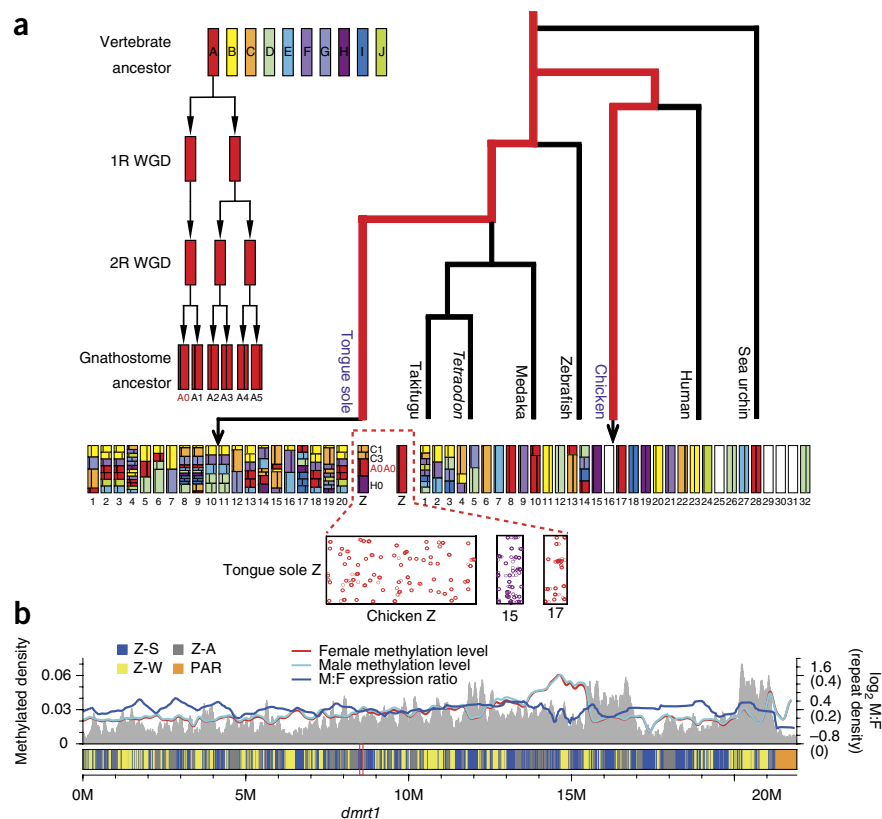 a
Vertebrate
ancestor
A B C D E F G H I J
1R WGD
2R WGD
Gnathostome
ancestor
A0 A1 A2 A3 A4 A5
Tongue sole
Takifugu
Tetraodon
Medaka
Zebrafish
Chicken
Human
Sea urchin
C1
C3
A0 A0
H0
1 2 3 4 5 6 7 8 9 10 11 12 13 14 15 16 17 18 19 20 Z
Z 1 2 3 4 5 6 7 8 9 10 11 12 13 14 15 16 17 18 19 20 21 22 23 24 25 26 27 28 29 30 31 32
Tongue sole Z
Chicken Z 15 17
b
Z-S Z-A
Z-W PAR
Female methylation level
Male methylation level
M:F expression ratio
Methylated density
0.06
0.03
0
1.6
(0.4)
0.4
(0.2)
−0.8
(0)
log2 M:F
(repeat density)
0M 5M 10M 15M 20M
dmrt1